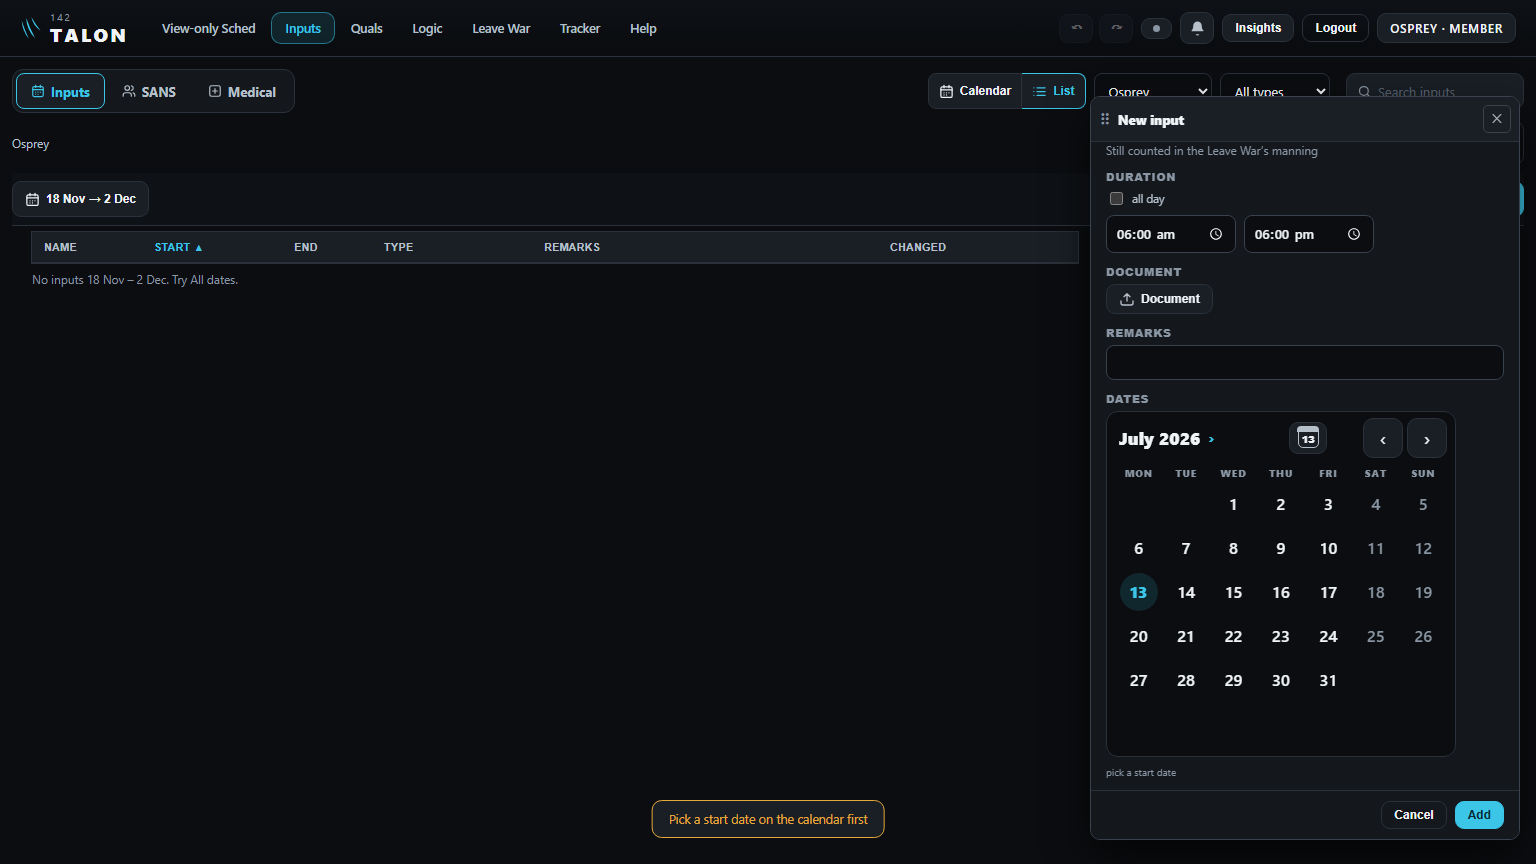 142
TALON
View-only Sched
Inputs
Quals
Logic
Leave War
Tracker
Help
Insights
Logout
OSPREY · MEMBER
Inputs
SANS
Medical
Calendar
List
Osprey
All types
Search inputs
Osprey
18 Nov → 2 Dec
NAME START ▲ END TYPE REMARKS CHANGED
No inputs 18 Nov – 2 Dec. Try All dates.
New input
Still counted in the Leave War's manning
DURATION
all day
06:00 am 06:00 pm
DOCUMENT
Document
REMARKS
DATES
July 2026 ›
13
‹ ›
MON TUE WED THU FRI SAT SUN
1 2 3 4 5
6 7 8 9 10 11 12
13 14 15 16 17 18 19
20 21 22 23 24 25 26
27 28 29 30 31
pick a start date
Cancel Add
Pick a start date on the calendar first